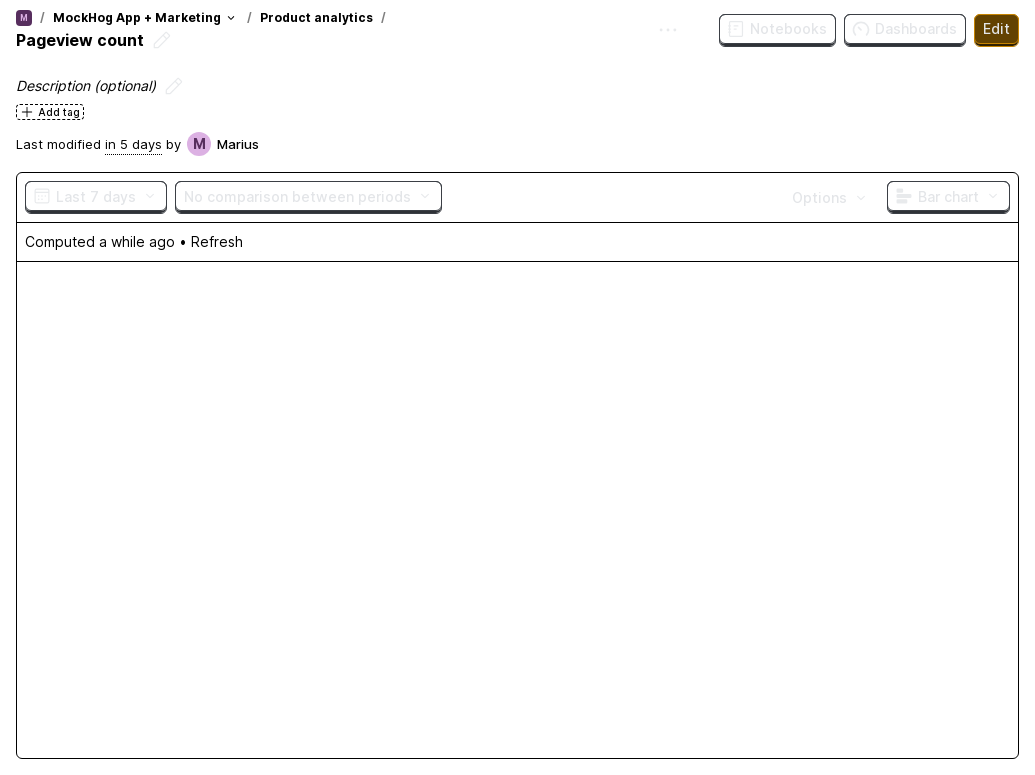 M / MockHog App + Marketing / Product analytics /
Pageview count
Notebooks
Dashboards
Edit
Description (optional)
Add tag
Last modified in 5 days by M Marius
Last 7 days
No comparison between periods
Options
Bar chart
Computed a while ago • Refresh